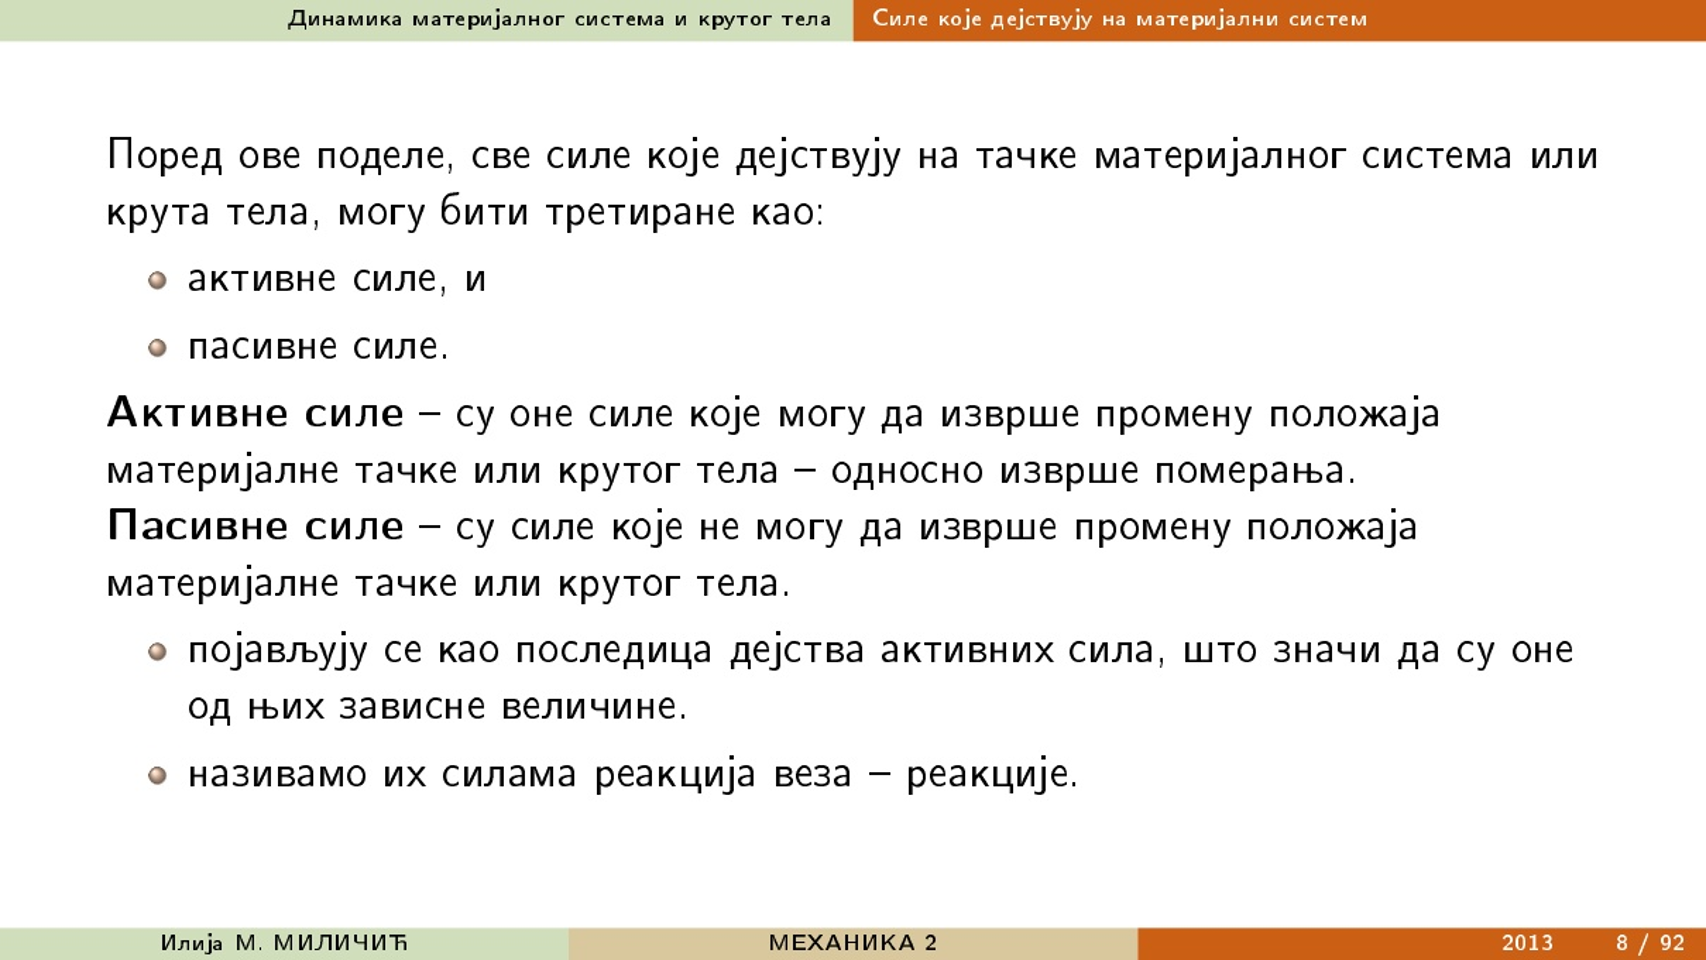 Динамика материјалног система и крутог тела Силе које дејствују на материјални систем
Поред ове поделе, све силе које дејствују на тачке материјалног система или
крута тела, могу бити третиране као:
активне силе, и
пасивне силе.
Активне силе – су оне силе које могу да изврше промену положаја
материјалне тачке или крутог тела – односно изврше померања.
Пасивне силе – су силе које не могу да изврше промену положаја
материјалне тачке или крутог тела.
појављују се као последица дејства активних сила, што значи да су оне
од њих зависне величине.
називамо их силама реакција веза – реакције.
Илија М. МИЛИЧИЋ МЕХАНИКА 2 2013 8 / 92